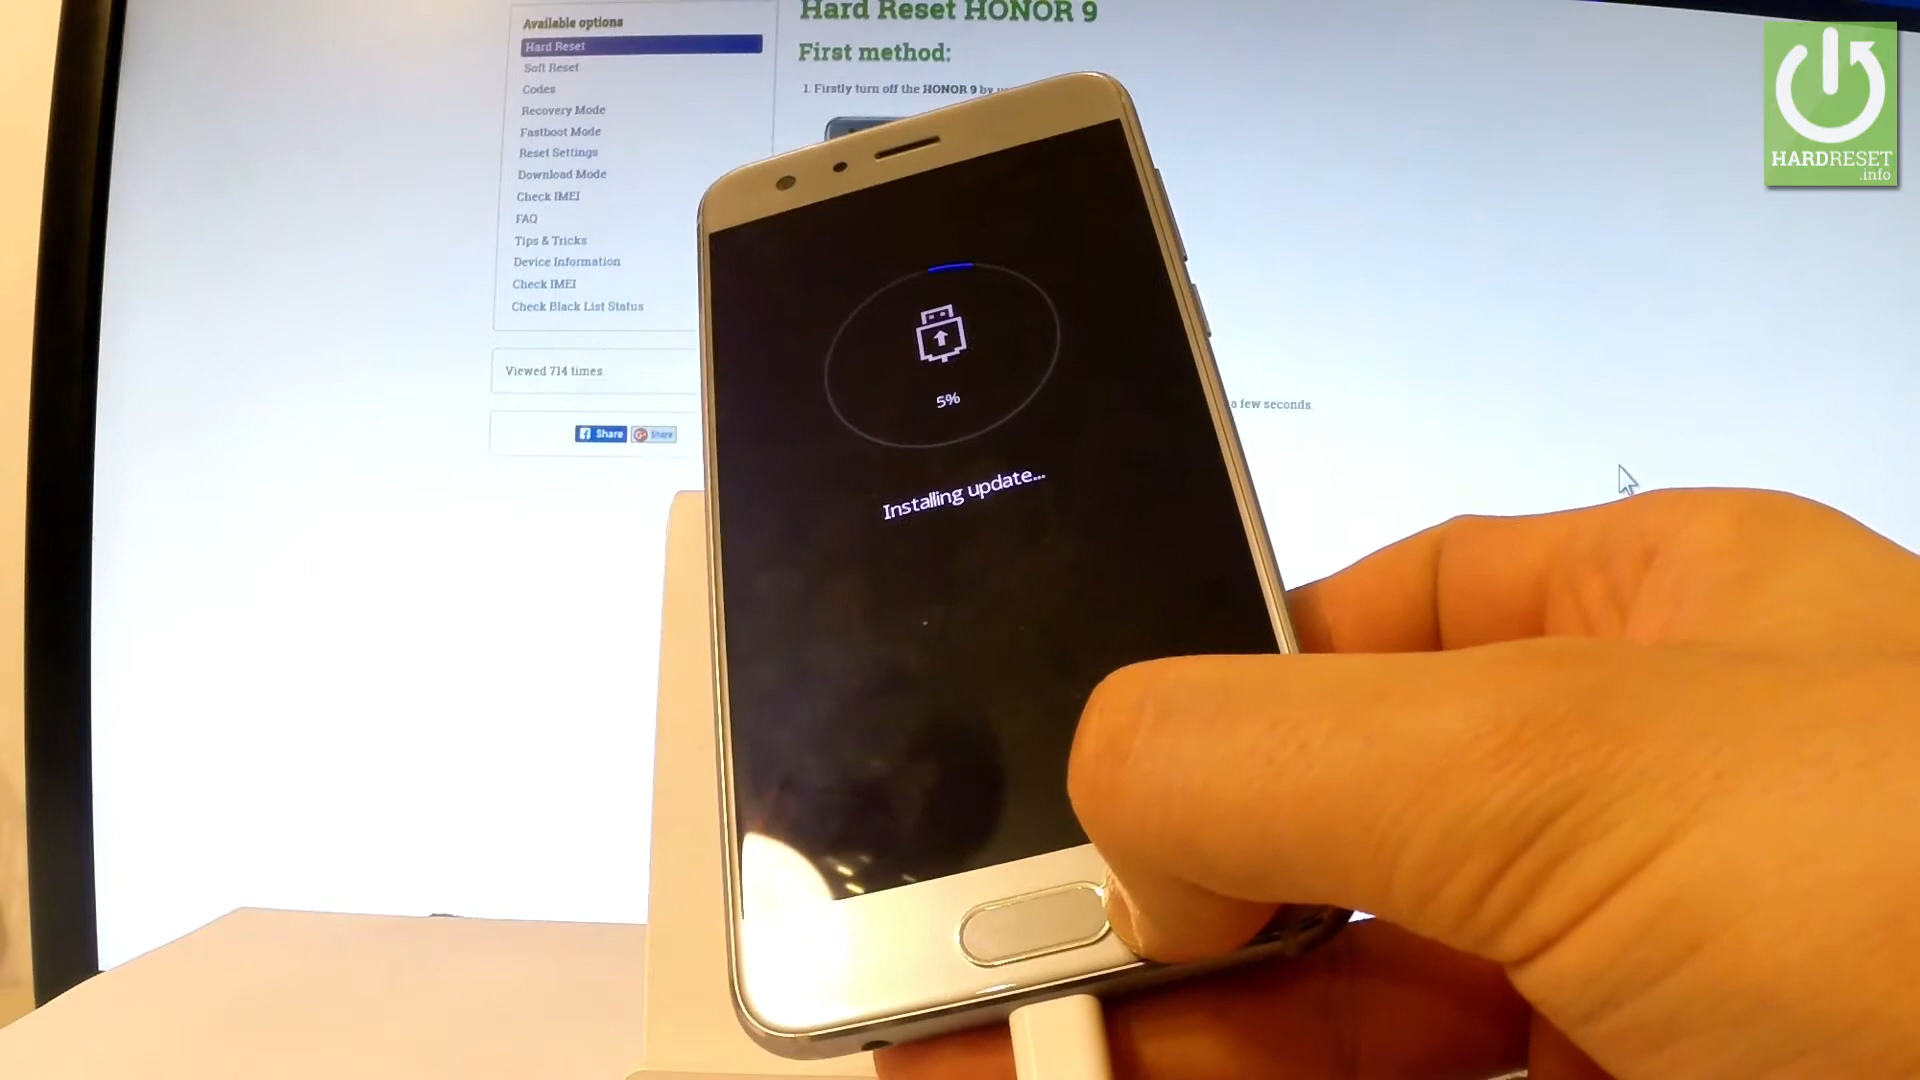 Available options
Hard Reset
Soft Reset
Codes
Recovery Mode
Fastboot Mode
Reset Settings
Download Mode
Check IMEI
FAQ
Tips & Tricks
Device Information
Check IMEI
Check Black List Status
Viewed 714 times.
Share
Share
Hard Reset HONOR 9
First method:
1. Firstly turn off the HONOR 9 by
a few seconds.
5%
Installing update...
HARDRESET
.info